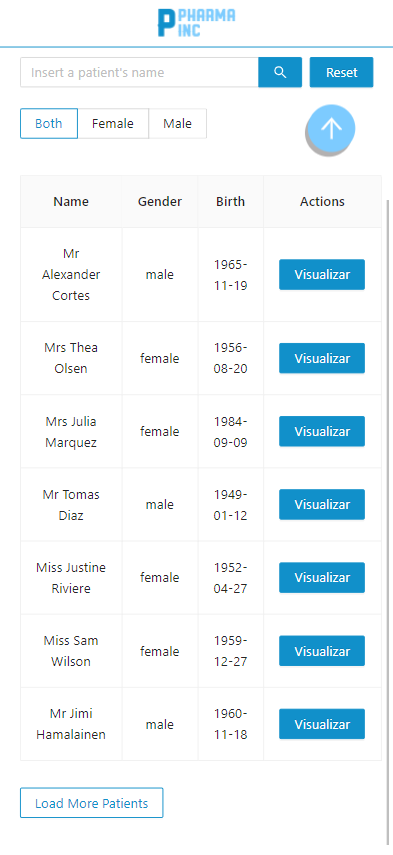 PHARMA
INC
Insert a patient's name
Reset
Both
Female
Male
Name
Gender
Birth
Actions
Mr
Alexander
Cortes
male
1965-
11-19
Visualizar
Mrs Thea
Olsen
female
1956-
08-20
Visualizar
Mrs Julia
Marquez
female
1984-
09-09
Visualizar
Mr Tomas
Diaz
male
1949-
01-12
Visualizar
Miss Justine
Riviere
female
1952-
04-27
Visualizar
Miss Sam
Wilson
female
1959-
12-27
Visualizar
Mr Jimi
Hamalainen
male
1960-
11-18
Visualizar
Load More Patients